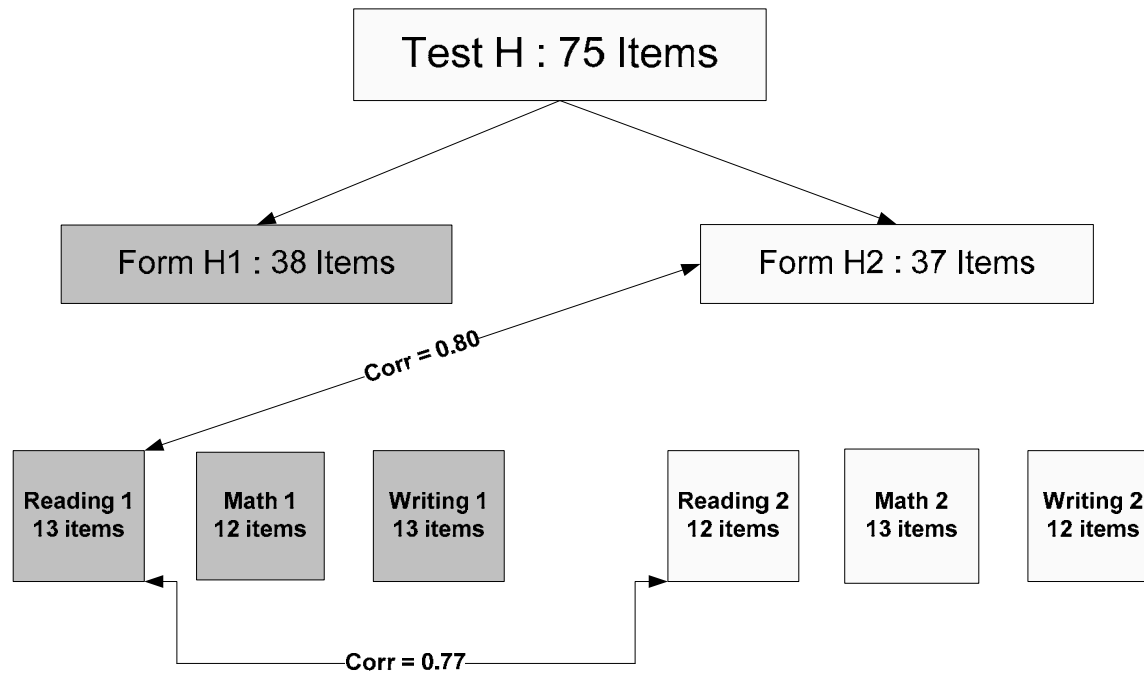 Test H : 75 Items
Form H1 : 38 Items
Form H2 : 37 Items
Corr = 0.80
Reading 1
13 items
Math 1
12 items
Writing 1
13 items
Reading 2
12 items
Math 2
13 items
Writing 2
12 items
Corr = 0.77